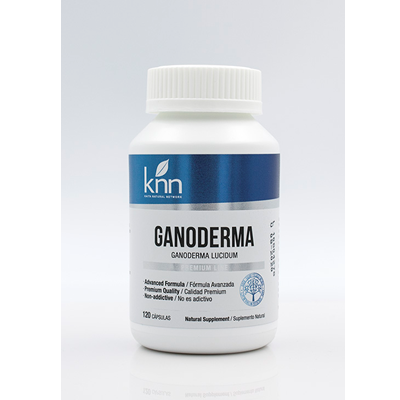 knn
GANODERMA
GANODERMA LUCIDUM
Advanced Formula / Fórmula Avanzada
Premium Quality / Calidad Premium
Non-addictive / No es adictivo
120 CÁPSULAS
Natural Supplement / Suplemento Natural